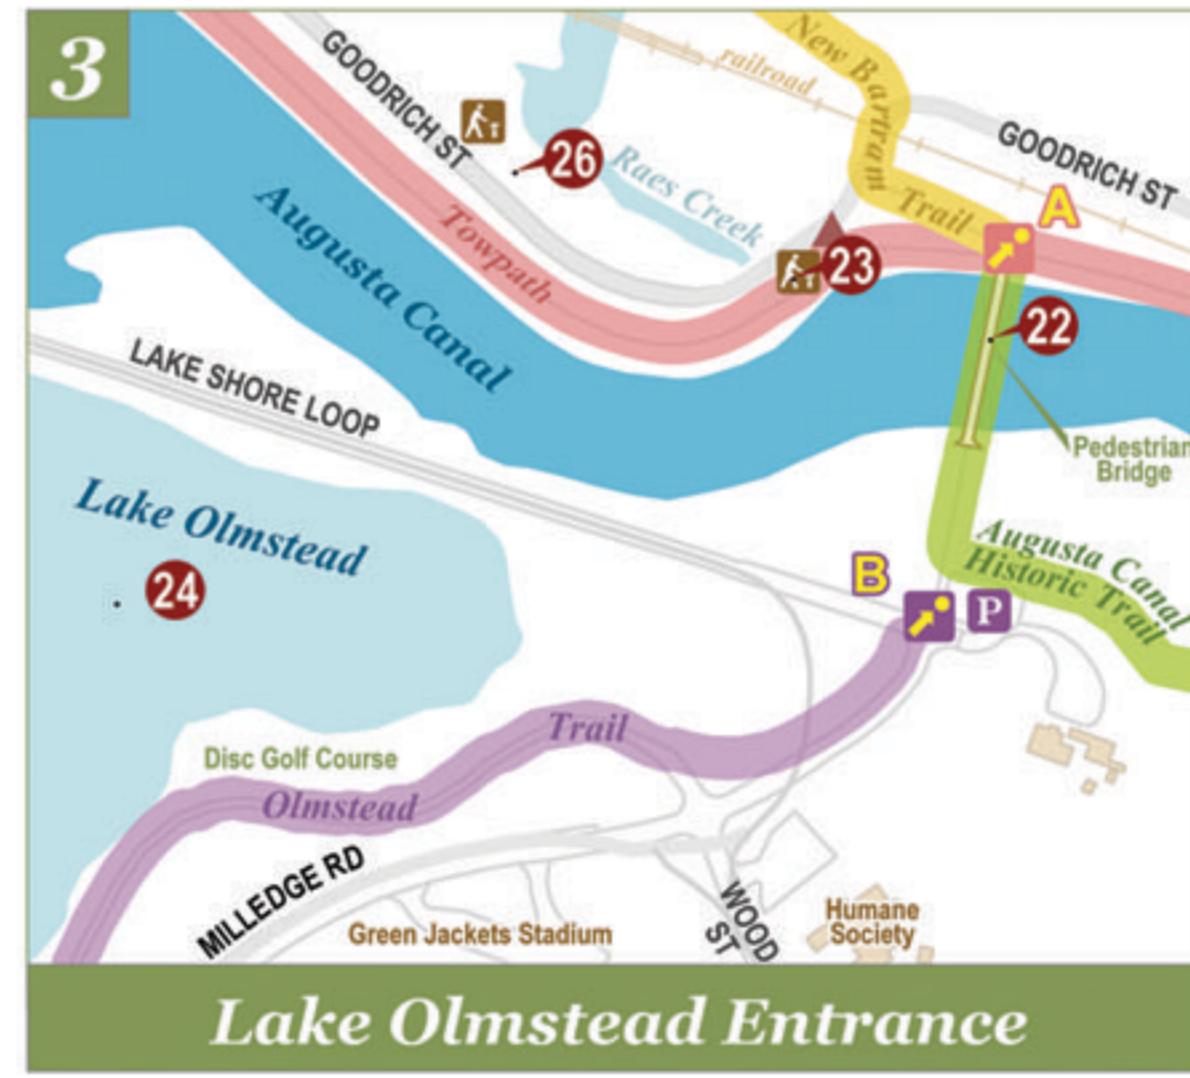 3
GOODRICH ST
railroad
New Bartram
Trail
GOODRICH ST
26
Raes Creek
A
Towpath
Augusta Canal
23
22
LAKE SHORE LOOP
Pedestrian
Bridge
Lake Olmstead
24
B
P
Augusta Canal
Historic Trail
Trail
Disc Golf Course
Olmstead
MILLEDGE RD
WOOD
ST
Green Jackets Stadium
Humane
Society
Lake Olmstead Entrance